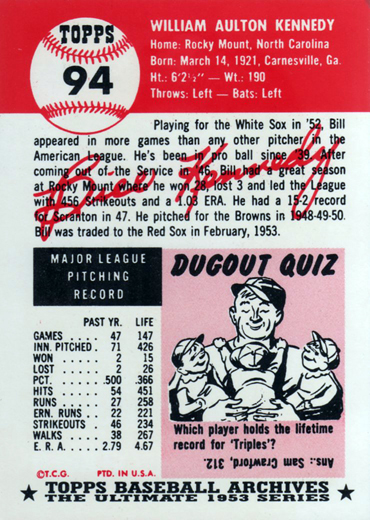 TOPPS
94
WILLIAM AULTON KENNEDY
Home: Rocky Mount, North Carolina
Born: March 14, 1921, Carnesville, Ga.
Ht.: 6'2½" — Wt.: 190
Throws: Left — Bats: Left
Playing for the White Sox in '52, Bill
appeared in more games than any other pitcher in the
American League. He's been in pro ball since '39. After
coming out of the Service in '46, Bill had a great season
at Rocky Mount where he won 28, lost 3 and led the League
with 456 Strikeouts and a 1.03 ERA. He had a 15-2 record
for Scranton in 47. He pitched for the Browns in 1948-49-50.
Bill was traded to the Red Sox in February, 1953.
Bill Kennedy
MAJOR LEAGUE
PITCHING
RECORD
PAST YR. LIFE
GAMES 47 147
INN. PITCHED 71 426
WON 2 15
LOST 2 26
PCT. .500 .366
HITS 54 451
RUNS 27 258
ERN. RUNS 22 221
STRIKEOUTS 46 234
WALKS 38 267
E. R. A. 2.79 4.67
DUGOUT QUIZ
Which player holds the lifetime
record for 'Triples'?
Ans.: Sam Crawford, 312.
©T.C.G. PTD. IN U.S.A.
★ TOPPS BASEBALL ARCHIVES ★
THE ULTIMATE 1953 SERIES